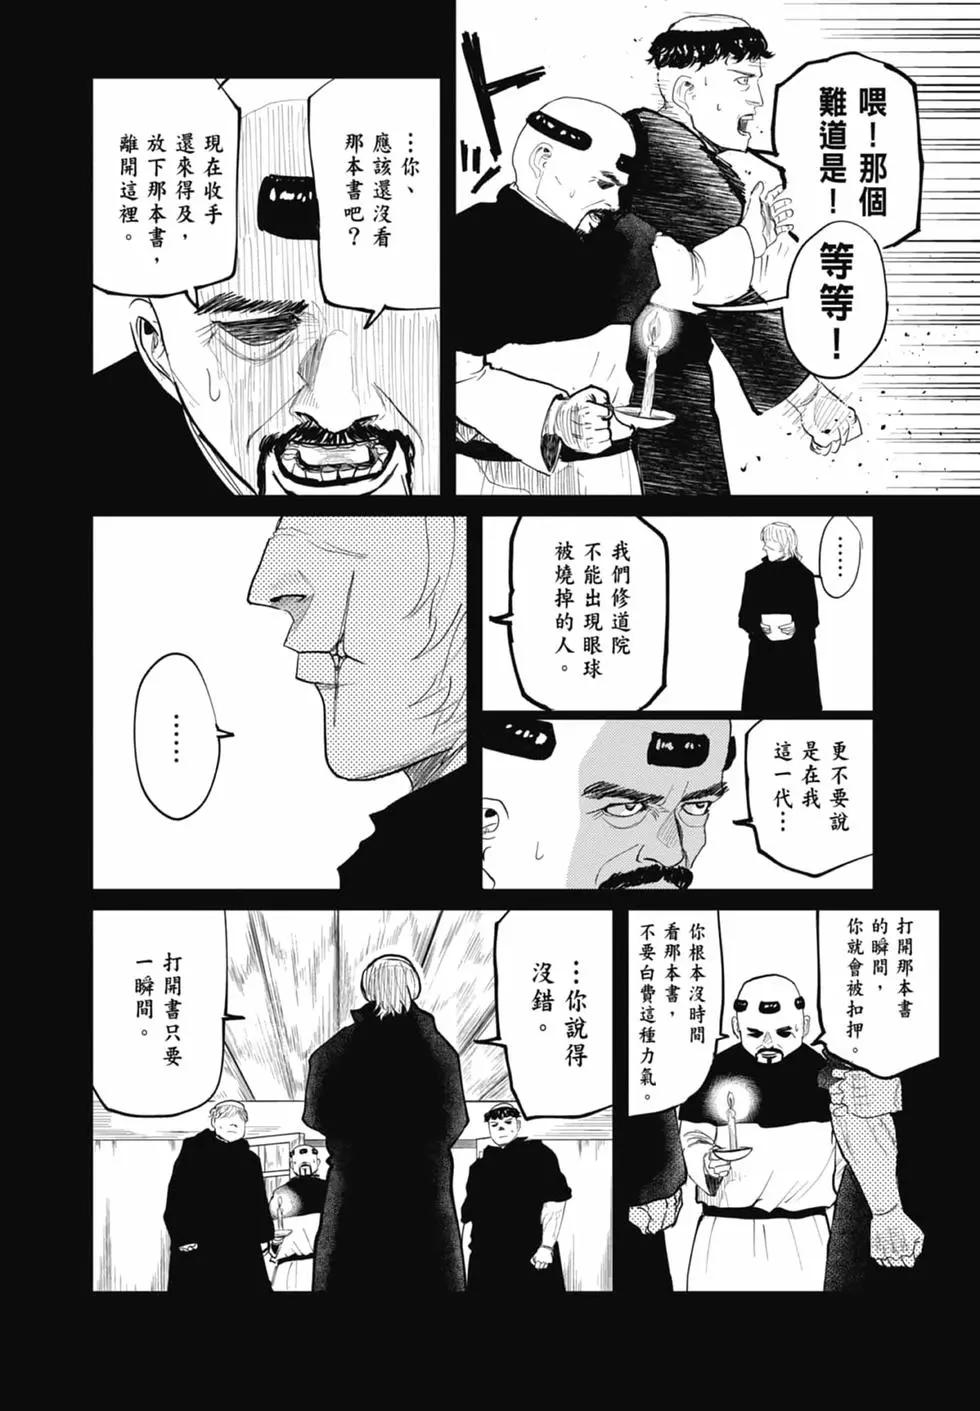 喂！那個
難道是！
等等！
…你、
應該還沒看
那本書吧？
現在收手
還來得及，
放下那本書，
離開這裡。
……
我們修道院
不能出現眼球
被燒掉的人。
更不要說
是在我
這一代…
……
打開那本書
的瞬間，
你就會被扣押。
你根本沒時間
看那本書，
不要白費這種力氣。
…你說得
沒錯。
打開書只要
一瞬間。